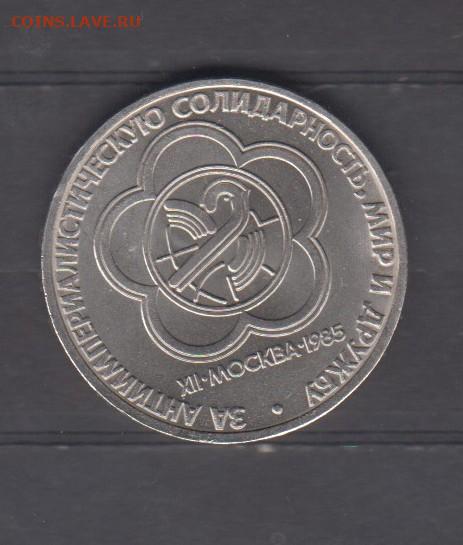 COINS.LAVE.RU
ЗА АНТИИМПЕРИАЛИСТИЧЕСКУЮ СОЛИДАРНОСТЬ, МИР И ДРУЖБУ •
XII•МОСКВА•1985